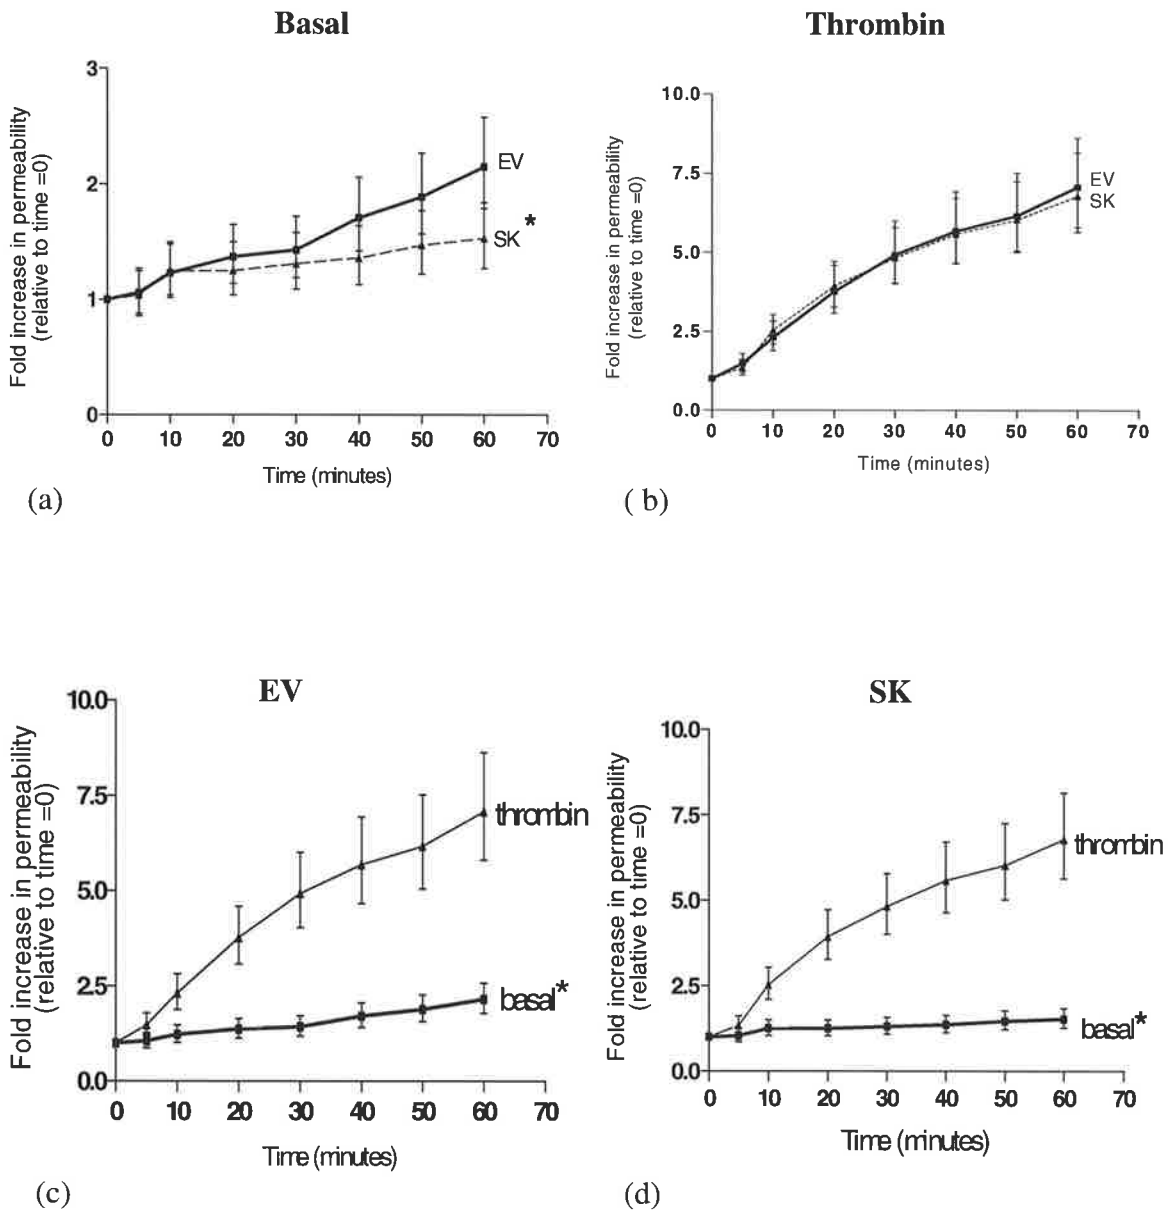 Basal
Fold increase in permeability
(relative to time =0)
3
2
1
0
EV
SK *
0 10 20 30 40 50 60 70
Time (minutes)
(a)
Thrombin
Fold increase in permeability
(relative to time =0)
10.0
7.5
5.0
2.5
0.0
EV
SK
0 10 20 30 40 50 60 70
Time (minutes)
( b)
EV
Fold increase in permeability
(relative to time =0)
10.0
7.5
5.0
2.5
0.0
thrombin
basal*
0 10 20 30 40 50 60 70
Time (minutes)
(c)
SK
Fold increase in permeability
(relative to time =0)
10.0
7.5
5.0
2.5
0.0
thrombin
basal*
0 10 20 30 40 50 60 70
Time (minutes)
(d)